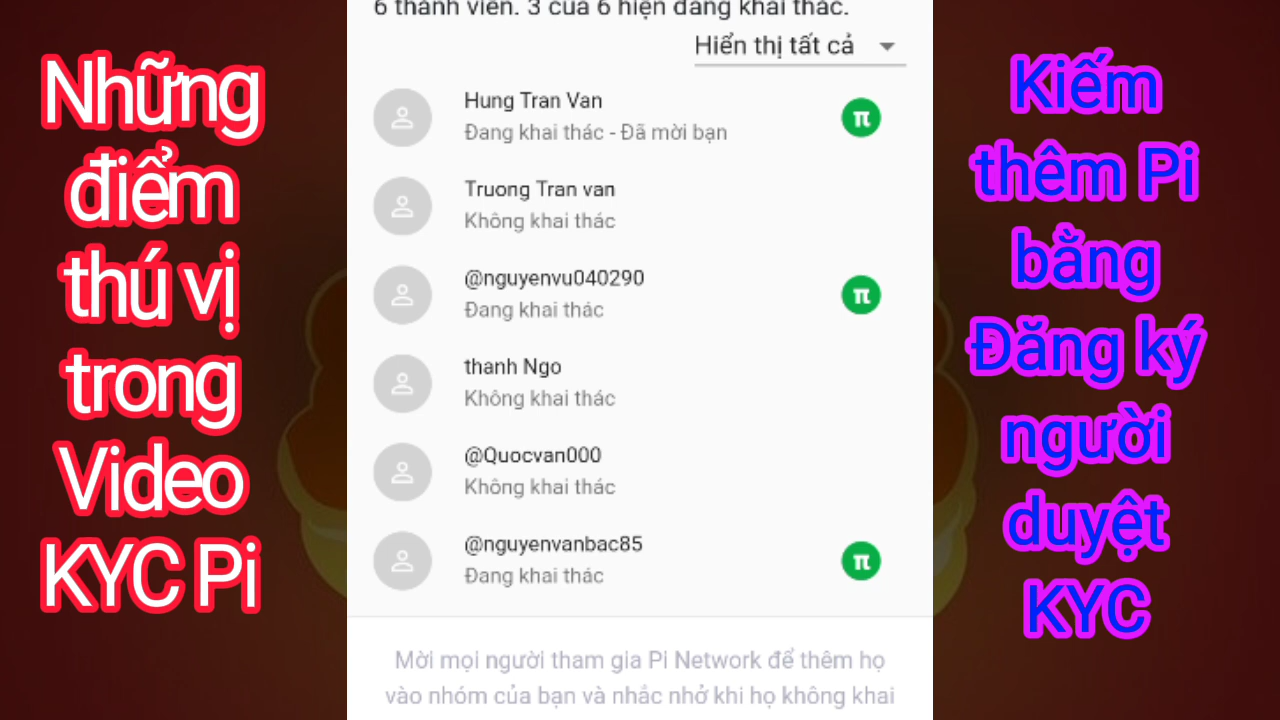 Những
điểm
thú vị
trong
Video
KYC Pi
6 thành viên. 3 của 6 hiện đang khai thác.
Hiển thị tất cả
Hung Tran Van
Đang khai thác - Đã mời bạn
π
Truong Tran van
Không khai thác
@nguyenvu040290
Đang khai thác
π
thanh Ngo
Không khai thác
@Quocvan000
Không khai thác
@nguyenvanbac85
Đang khai thác
π
Mời mọi người tham gia Pi Network để thêm họ
vào nhóm của bạn và nhắc nhở khi họ không khai
Kiếm
thêm Pi
bằng
Đăng ký
người
duyệt
KYC